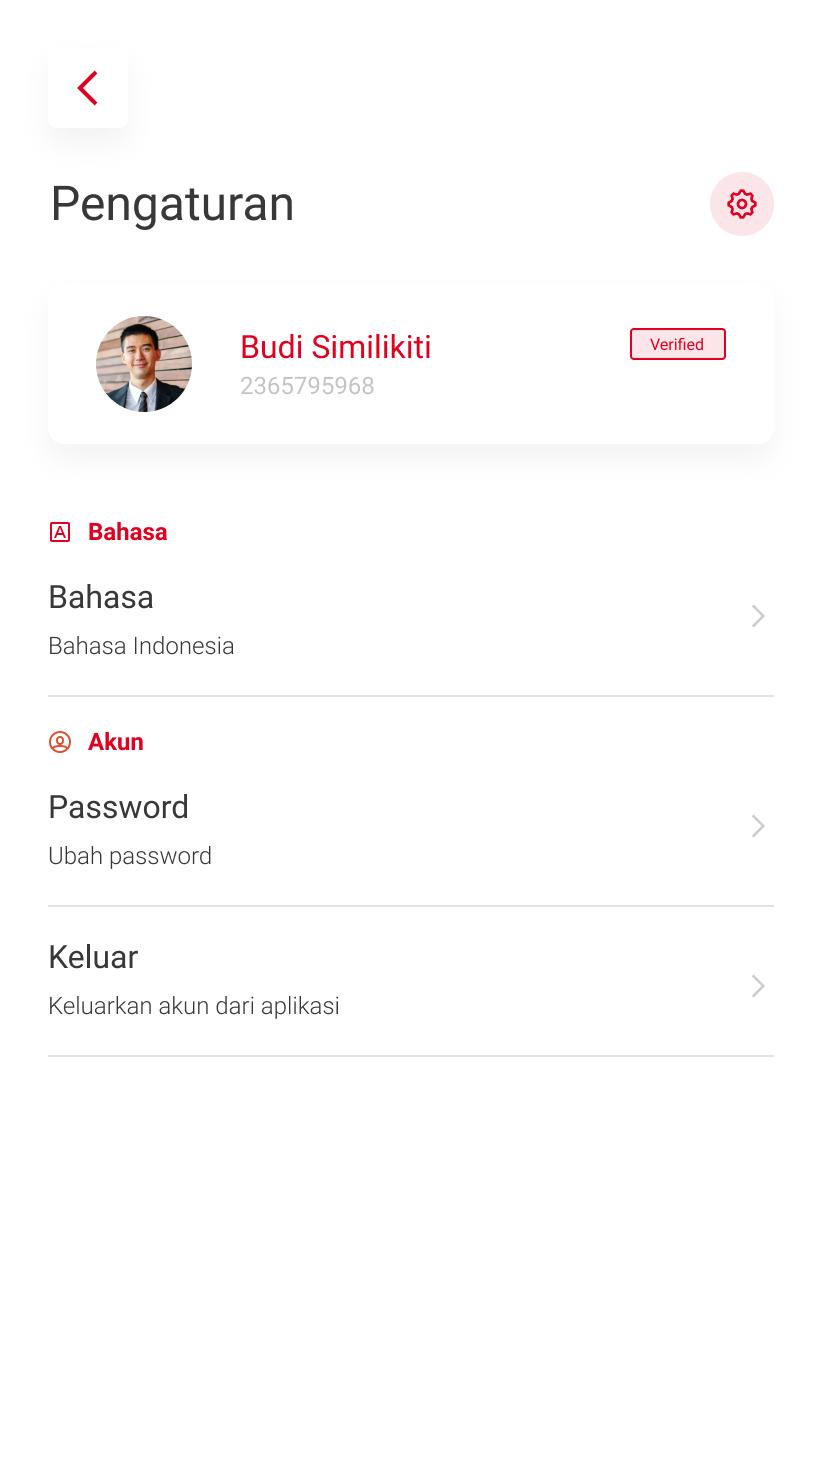 Pengaturan
Budi Similikiti
Verified
2365795968
Bahasa
Bahasa
Bahasa Indonesia
Akun
Password
Ubah password
Keluar
Keluarkan akun dari aplikasi